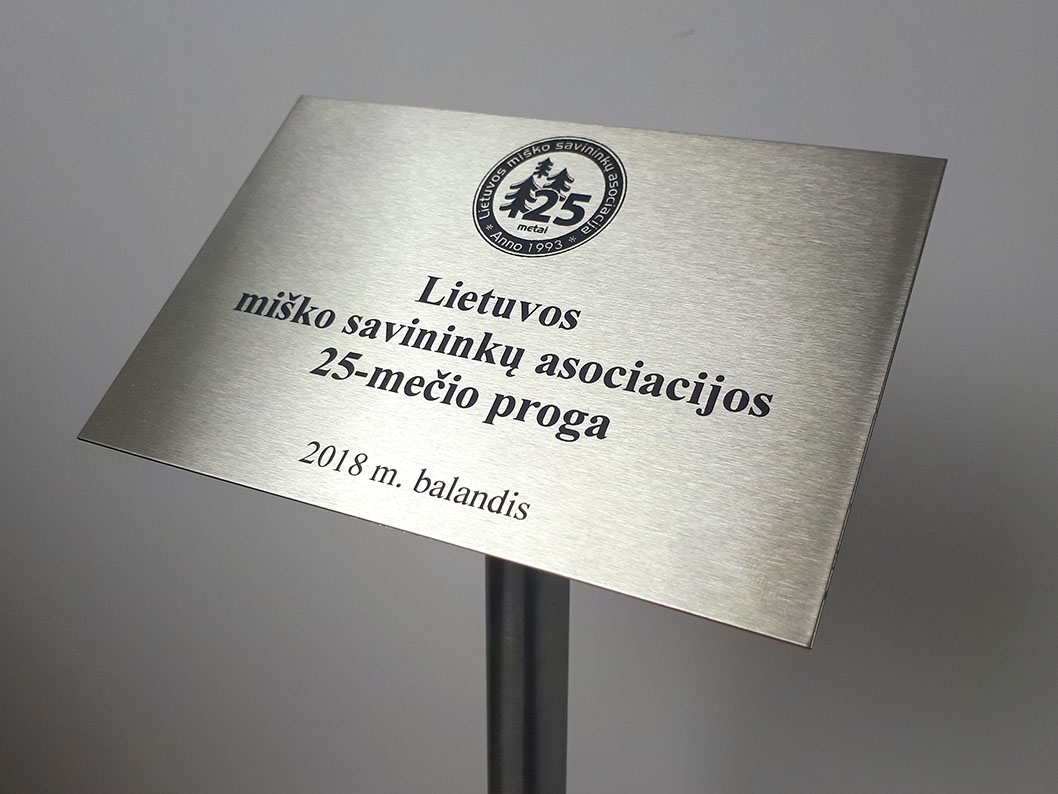 Lietuvos miško savininkų asociacija
25
metai
* Anno 1993 *
Lietuvos
miško savininkų asociacijos
25-mečio proga
2018 m. balandis